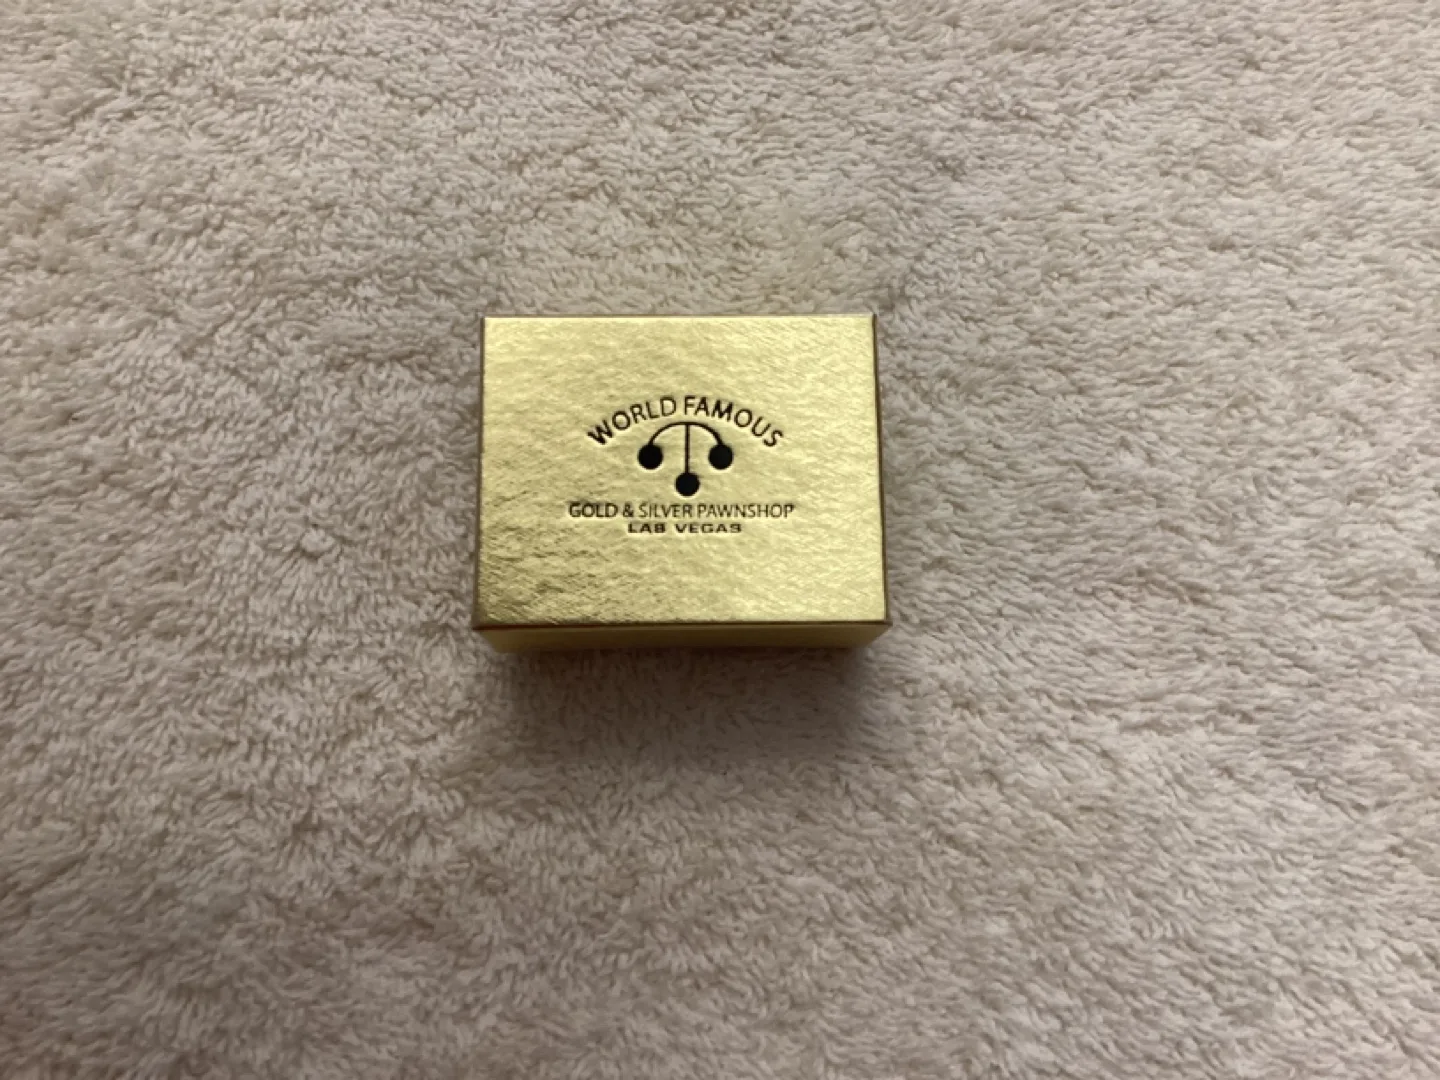 WORLD FAMOUS
GOLD & SILVER PAWNSHOP
LAS VEGAS